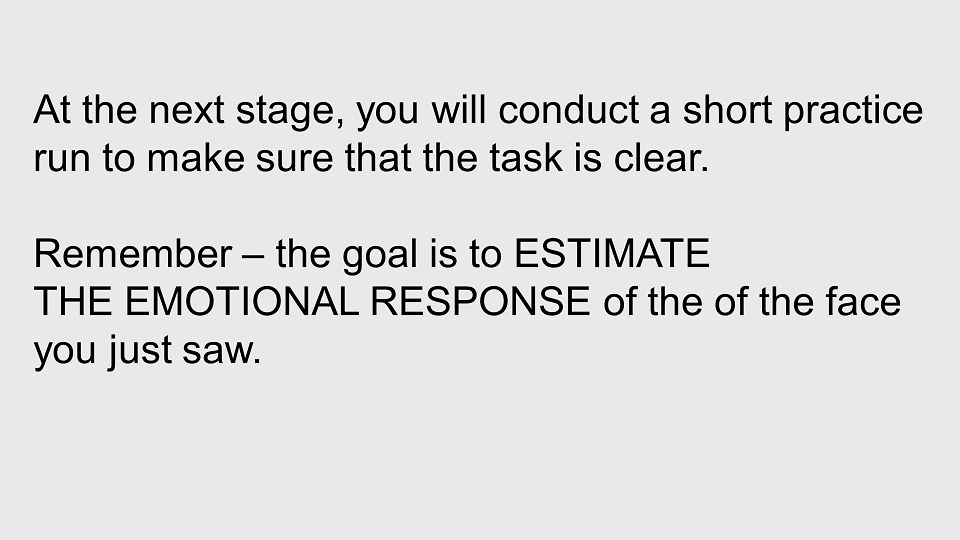 At the next stage, you will conduct a short practice
run to make sure that the task is clear.
Remember – the goal is to ESTIMATE
THE EMOTIONAL RESPONSE of the of the face
you just saw.